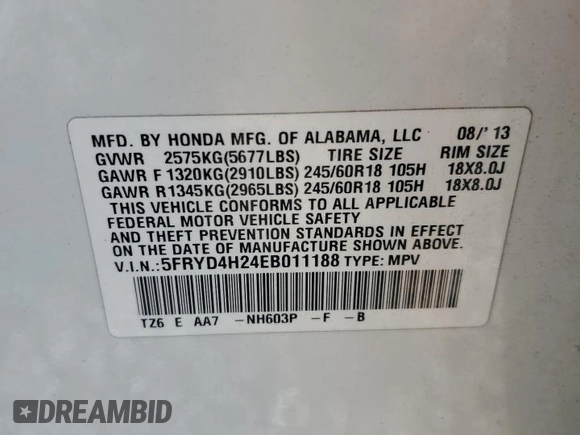 MFD. BY HONDA MFG. OF ALABAMA, LLC 08/'13
GVWR 2575KG(5677LBS) TIRE SIZE RIM SIZE
GAWR F 1320KG(2910LBS) 245/60R18 105H 18X8.0J
GAWR R 1345KG(2965LBS) 245/60R18 105H 18X8.0J
THIS VEHICLE CONFORMS TO ALL APPLICABLE
FEDERAL MOTOR VEHICLE SAFETY
AND THEFT PREVENTION STANDARDS IN EFFECT
ON THE DATE OF MANUFACTURE SHOWN ABOVE.
V.I.N.:5FRYD4H24EB011188 TYPE: MPV
TZ6 E AA7 -NH603P -F -B
DREAMBID